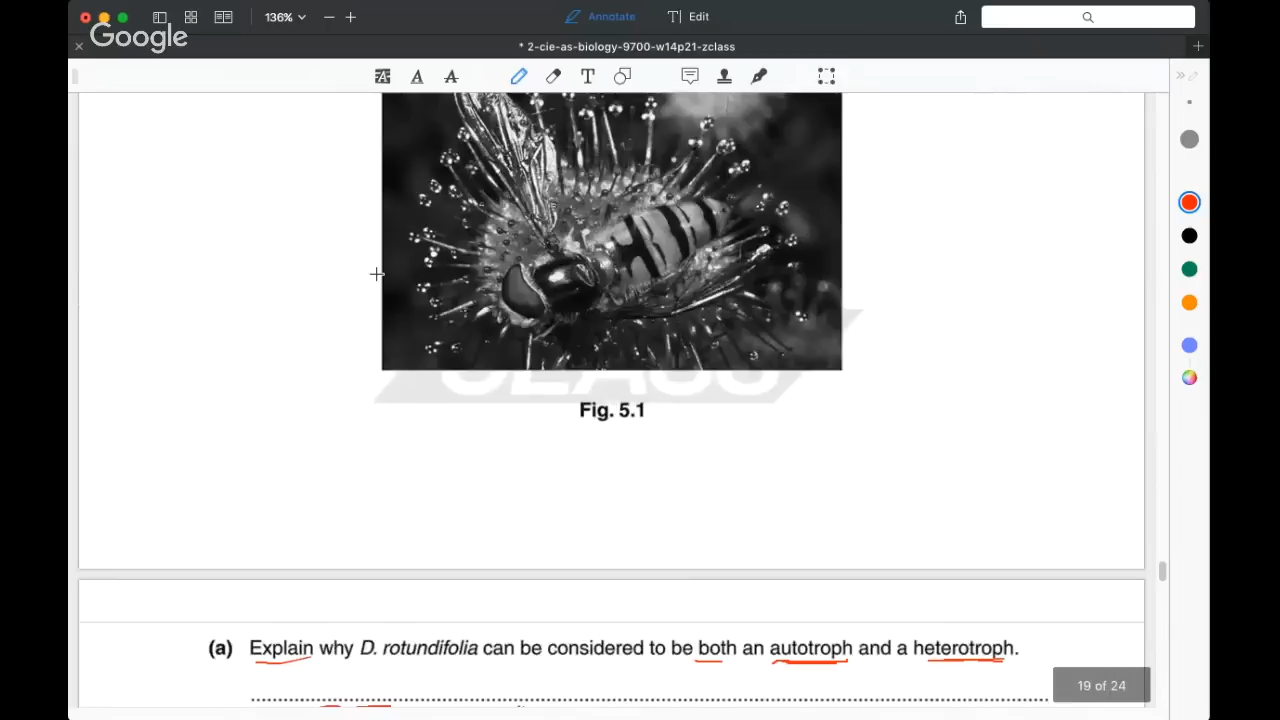 136%
Annotate
Edit
Google
* 2-cie-as-biology-9700-w14p21-zclass
A A A T
CLASS
Fig. 5.1
(a) Explain why D. rotundifolia can be considered to be both an autotroph and a heterotroph.
19 of 24